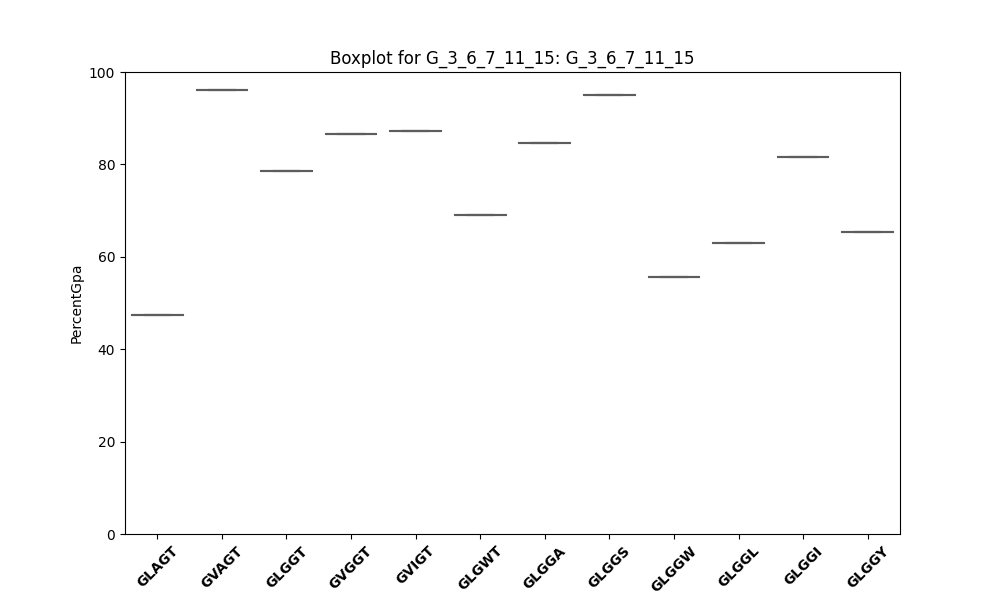 Boxplot for G_3_6_7_11_15: G_3_6_7_11_15
PercentGpa
100
80
60
40
20
0
GLAGT
GVAGT
GLGGT
GVGGT
GVIGT
GLGWT
GLGGA
GLGGS
GLGGW
GLGGL
GLGGI
GLGGY